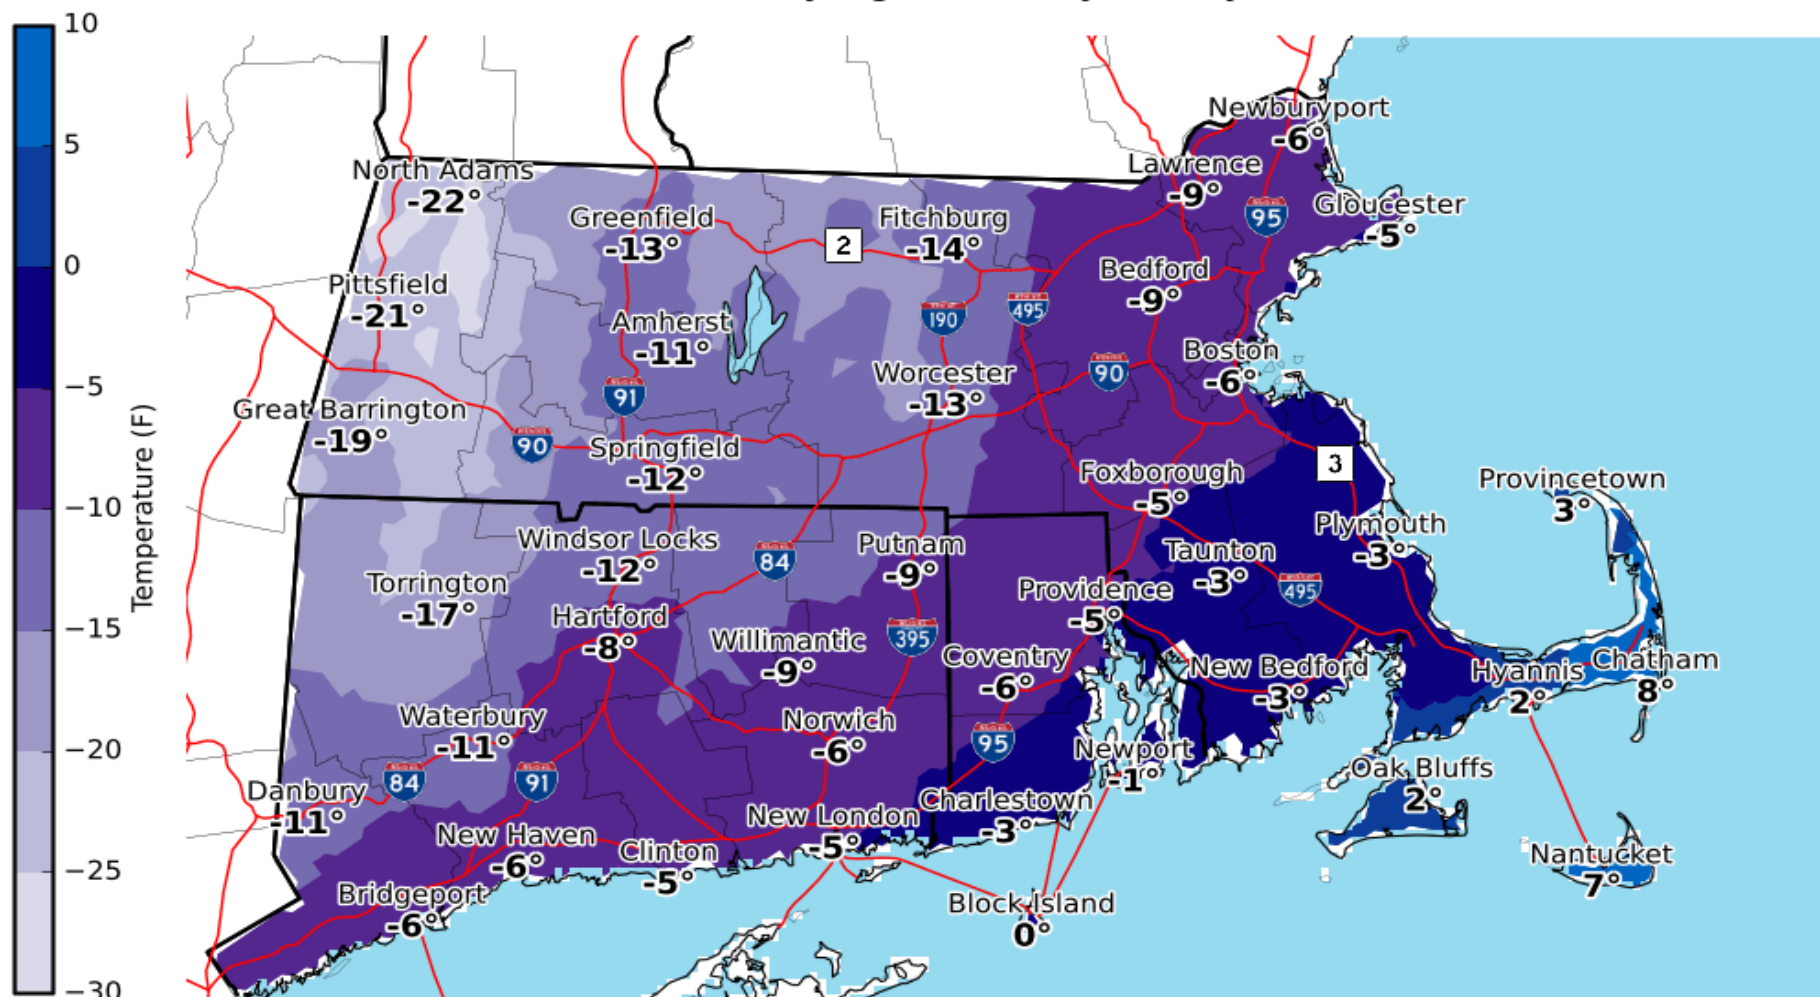 10
5
0
−5
−10
−15
−20
−25
−30
Temperature (F)
Newburyport
-6°
Lawrence
-9°
North Adams
-22°
Gloucester
-5°
95
Greenfield
-13°
2
Fitchburg
-14°
Bedford
-9°
Pittsfield
-21°
190
495
Amherst
-11°
Boston
-6°
Worcester
-13°
90
91
Great Barrington
-19°
90
Springfield
-12°
3
Foxborough
-5°
Provincetown
3°
Plymouth
-3°
Windsor Locks
-12°
84
Putnam
-9°
Taunton
-3°
Torrington
-17°
Providence
-5°
495
Hartford
-8°
Willimantic
-9°
395
Coventry
-6°
New Bedford
-3°
Hyannis
2°
Chatham
8°
Waterbury
-11°
Norwich
-6°
95
Newport
-1°
84
91
Oak Bluffs
2°
Danbury
-11°
Charlestown
-3°
New London
-5°
New Haven
-6°
Clinton
-5°
Nantucket
7°
Bridgeport
-6°
Block Island
0°